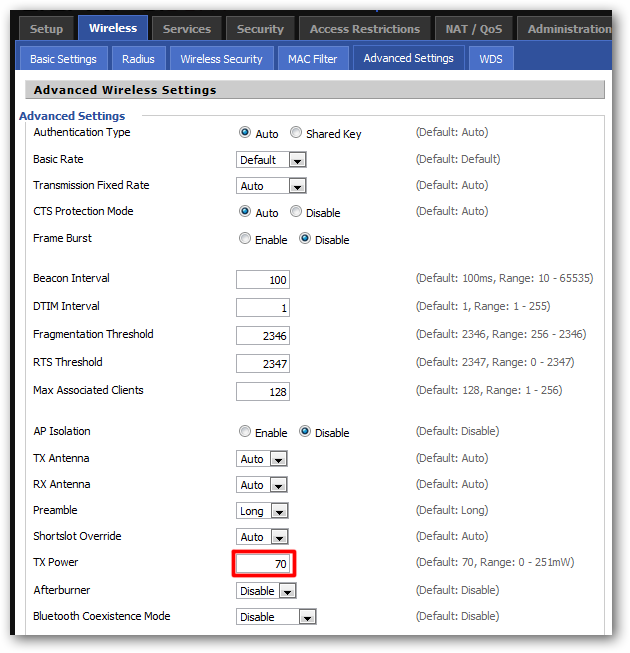 Setup Wireless Services Security Access Restrictions NAT / QoS Administration
Basic Settings Radius Wireless Security MAC Filter Advanced Settings WDS
Advanced Wireless Settings
Advanced Settings
Authentication Type Auto Shared Key (Default: Auto)
Basic Rate Default (Default: Default)
Transmission Fixed Rate Auto (Default: Auto)
CTS Protection Mode Auto Disable (Default: Auto)
Frame Burst Enable Disable (Default: Disable)
Beacon Interval 100 (Default: 100ms, Range: 10 - 65535)
DTIM Interval 1 (Default: 1, Range: 1 - 255)
Fragmentation Threshold 2346 (Default: 2346, Range: 256 - 2346)
RTS Threshold 2347 (Default: 2347, Range: 0 - 2347)
Max Associated Clients 128 (Default: 128, Range: 1 - 256)
AP Isolation Enable Disable (Default: Disable)
TX Antenna Auto (Default: Auto)
RX Antenna Auto (Default: Auto)
Preamble Long (Default: Long)
Shortslot Override Auto (Default: Auto)
TX Power 70 (Default: 70, Range: 0 - 251mW)
Afterburner Disable (Default: Disable)
Bluetooth Coexistence Mode Disable (Default: Disable)